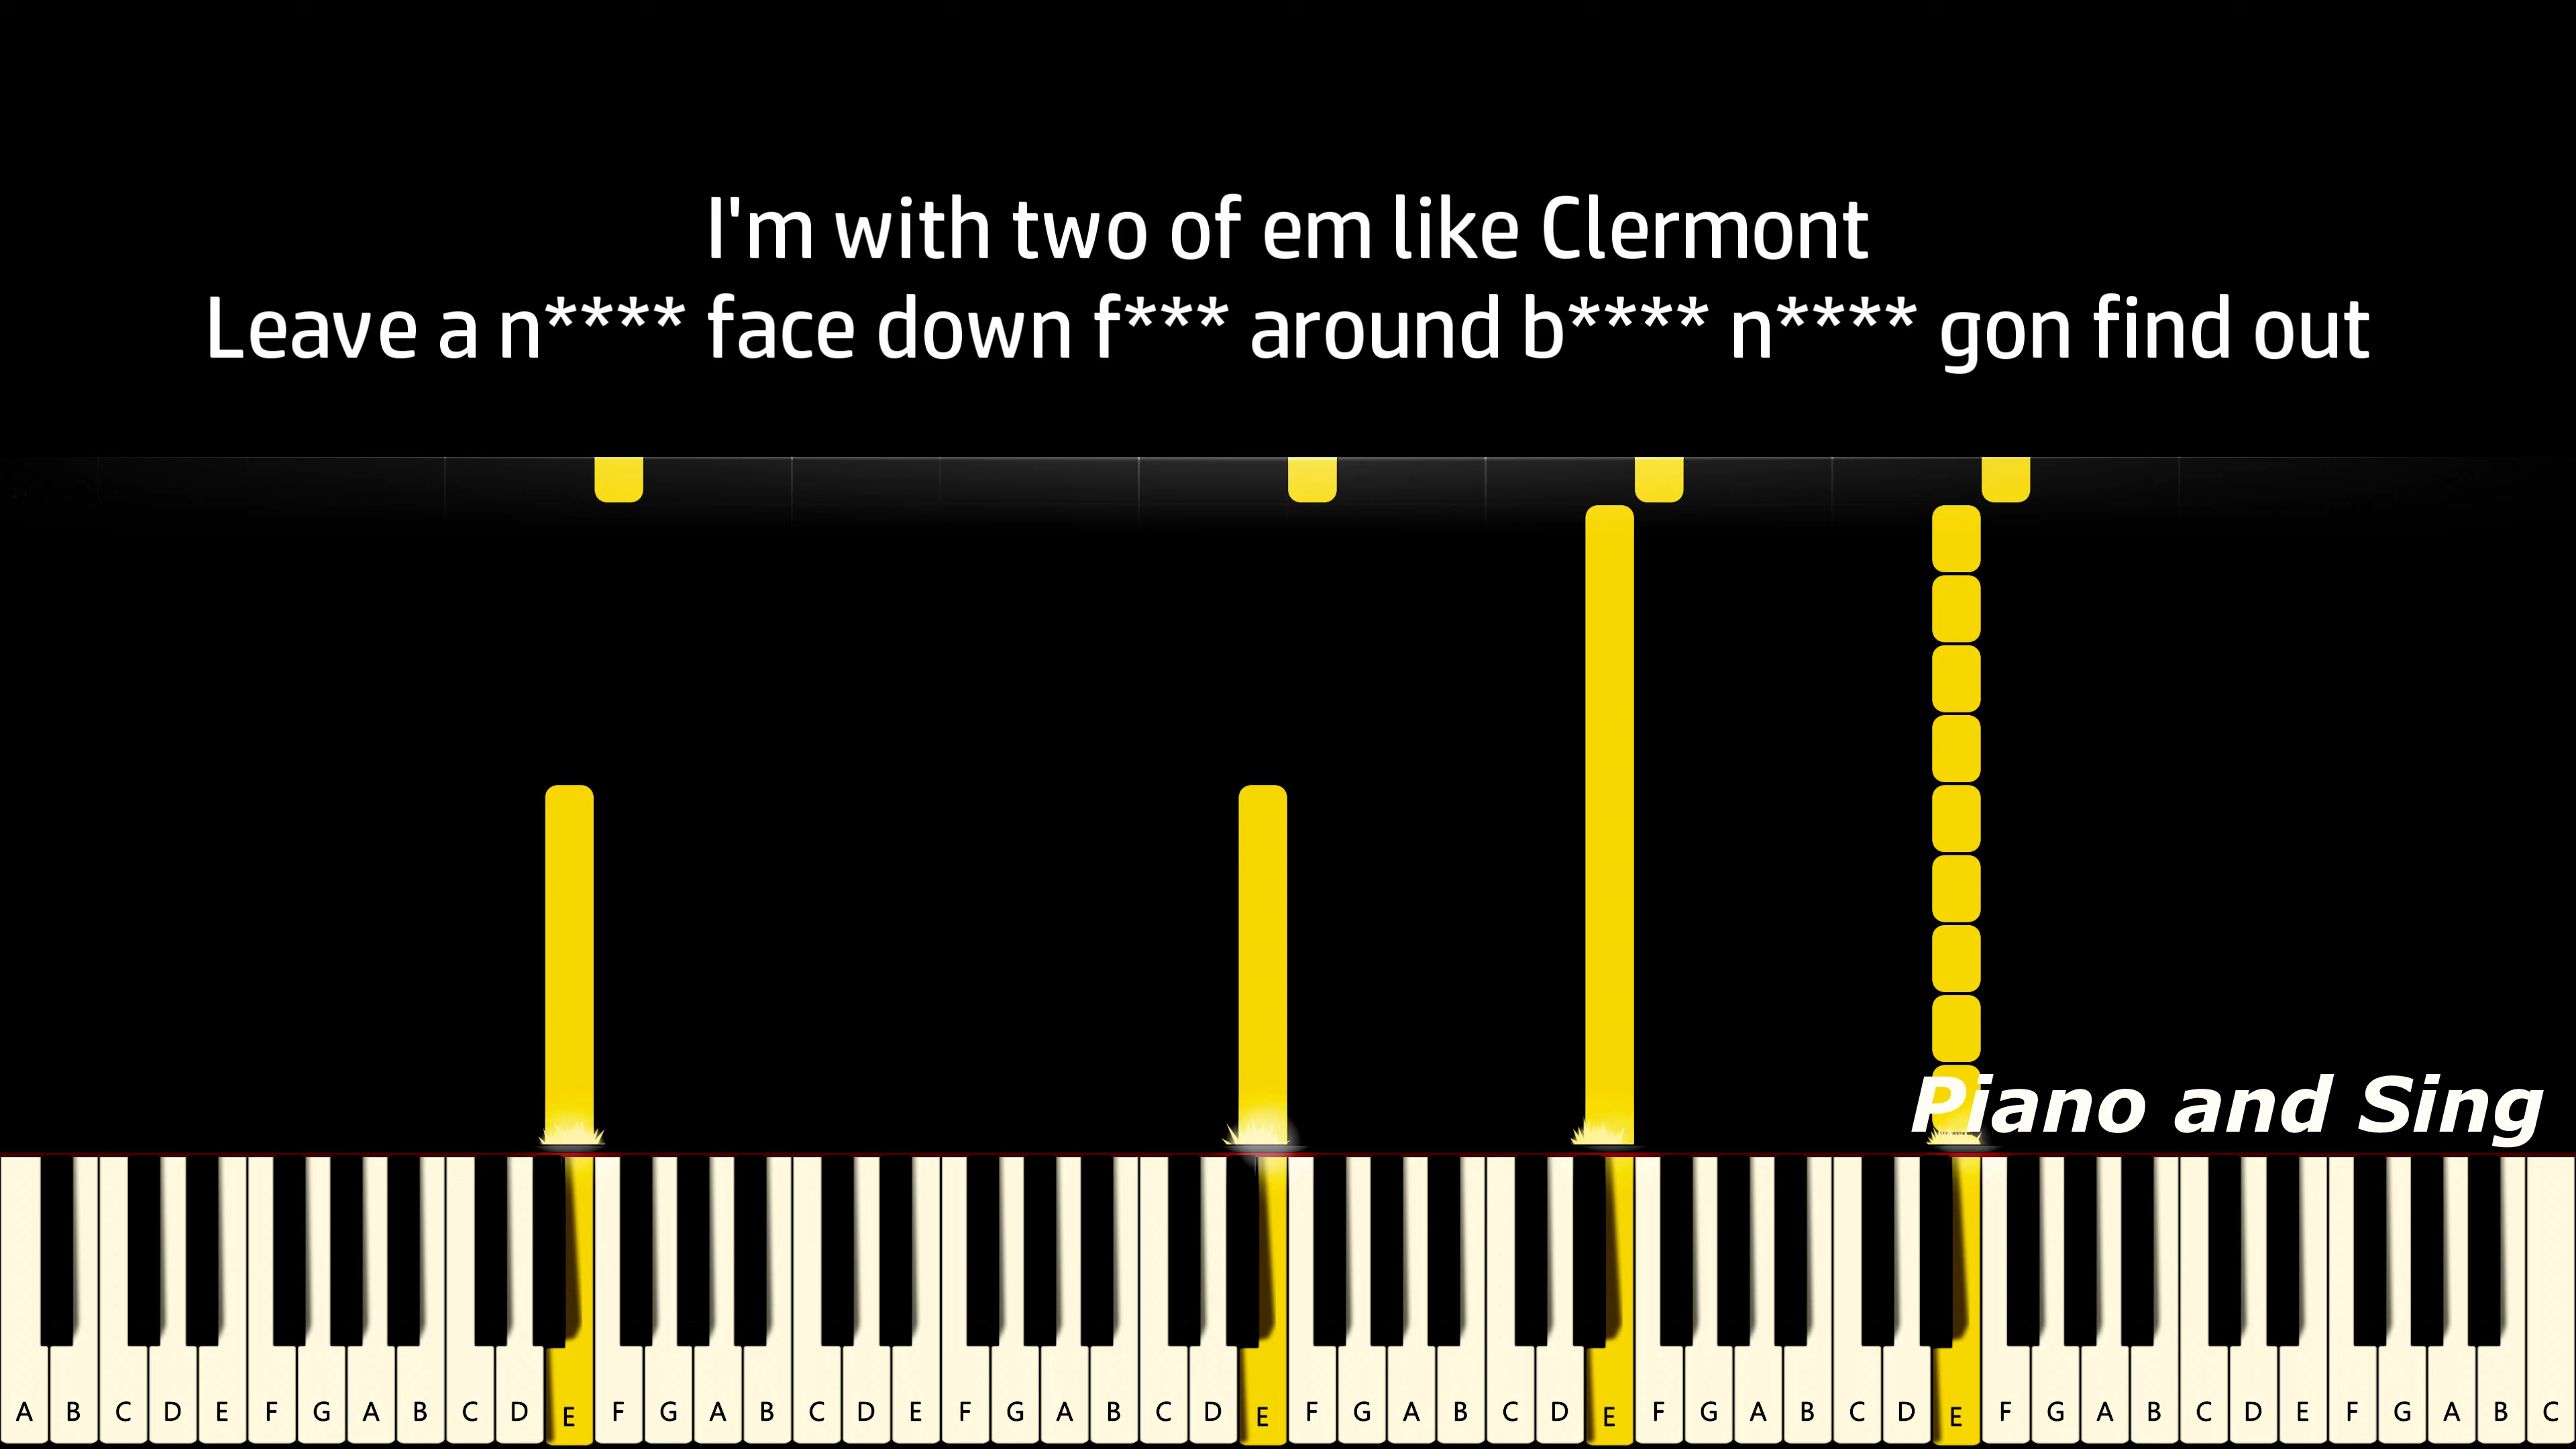 I'm with two of em like Clermont
Leave a n**** face down f*** around b**** n**** gon find out
Piano and Sing
A B C D E F G A B C D E F G A B C D E F G A B C D E F G A B C D E F G A B C D E F G A B C D E F G A B C